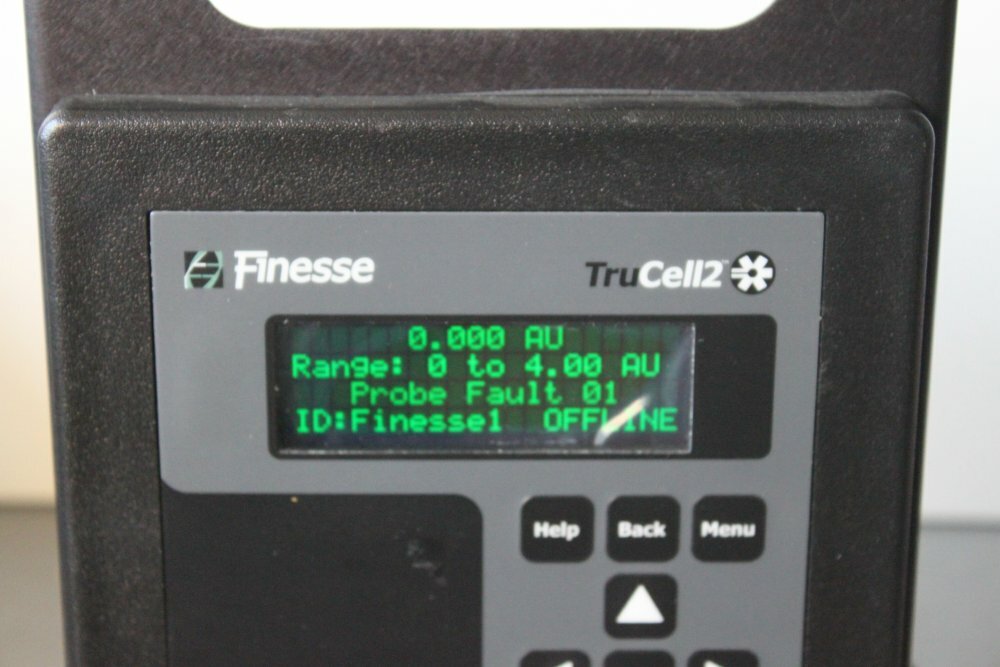 Finesse TruCell2™
0.000 AU
Range: 0 to 4.00 AU
Probe Fault 01
ID:Finesse1 OFFLINE
Help Back Menu